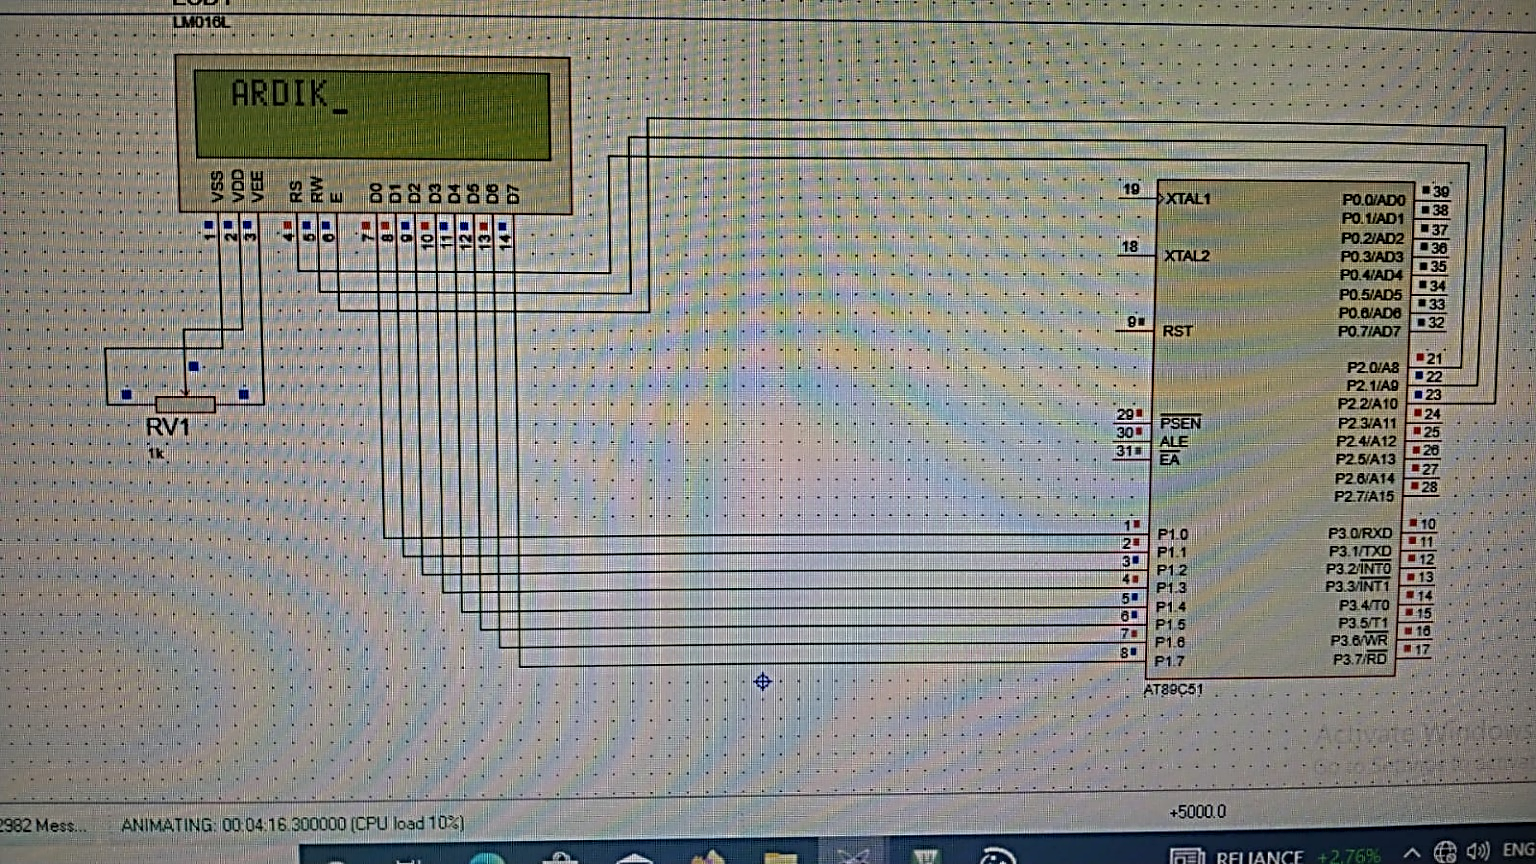 LCD1
LM016L
ARDIK_
VSS
VDD
VEE
RS
RW
E
D0
D1
D2
D3
D4
D5
D6
D7
1
2
3
4
5
6
7
8
9
10
11
12
13
14
RV1
1k
19 XTAL1
18 XTAL2
9 RST
29 PSEN
30 ALE
31 EA
1 P1.0
2 P1.1
3 P1.2
4 P1.3
5 P1.4
6 P1.5
7 P1.6
8 P1.7
P0.0/AD0 39
P0.1/AD1 38
P0.2/AD2 37
P0.3/AD3 36
P0.4/AD4 35
P0.5/AD5 34
P0.6/AD6 33
P0.7/AD7 32
P2.0/A8 21
P2.1/A9 22
P2.2/A10 23
P2.3/A11 24
P2.4/A12 25
P2.5/A13 26
P2.6/A14 27
P2.7/A15 28
P3.0/RXD 10
P3.1/TXD 11
P3.2/INT0 12
P3.3/INT1 13
P3.4/T0 14
P3.5/T1 15
P3.6/WR 16
P3.7/RD 17
AT89C51
Activate Windows
2982 Mess...
ANIMATING: 00:04:16.300000 (CPU load 10%)
+5000.0
RELIANCE +2.76%
ENG